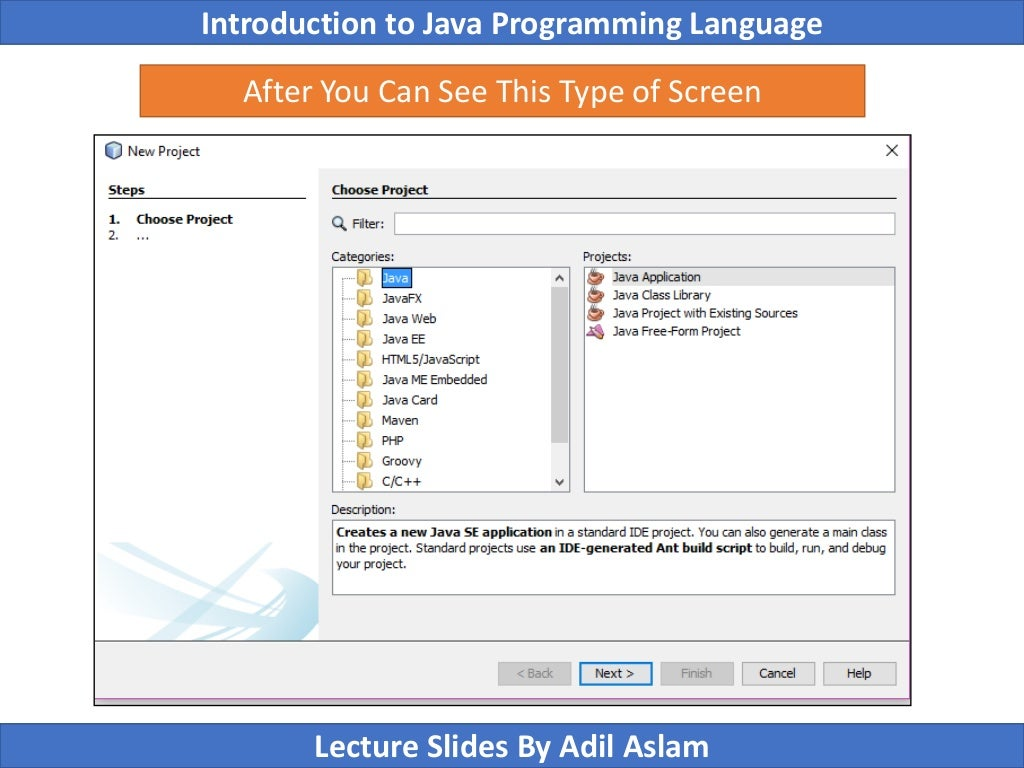 Introduction to Java Programming Language
After You Can See This Type of Screen
New Project
Steps
1. Choose Project
2. ...
Choose Project
Filter:
Categories:
Java
JavaFX
Java Web
Java EE
HTML5/JavaScript
Java ME Embedded
Java Card
Maven
PHP
Groovy
C/C++
Projects:
Java Application
Java Class Library
Java Project with Existing Sources
Java Free-Form Project
Description:
Creates a new Java SE application in a standard IDE project. You can also generate a main class
in the project. Standard projects use an IDE-generated Ant build script to build, run, and debug
your project.
< Back
Next >
Finish
Cancel
Help
Lecture Slides By Adil Aslam